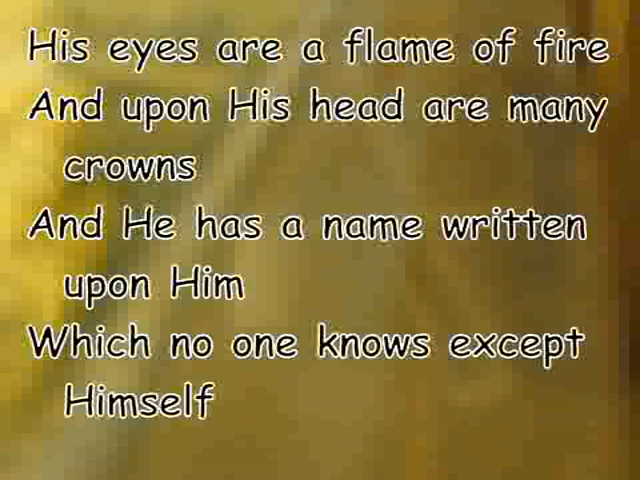 His eyes are a flame of fire
And upon His head are many
crowns
And He has a name written
upon Him
Which no one knows except
Himself